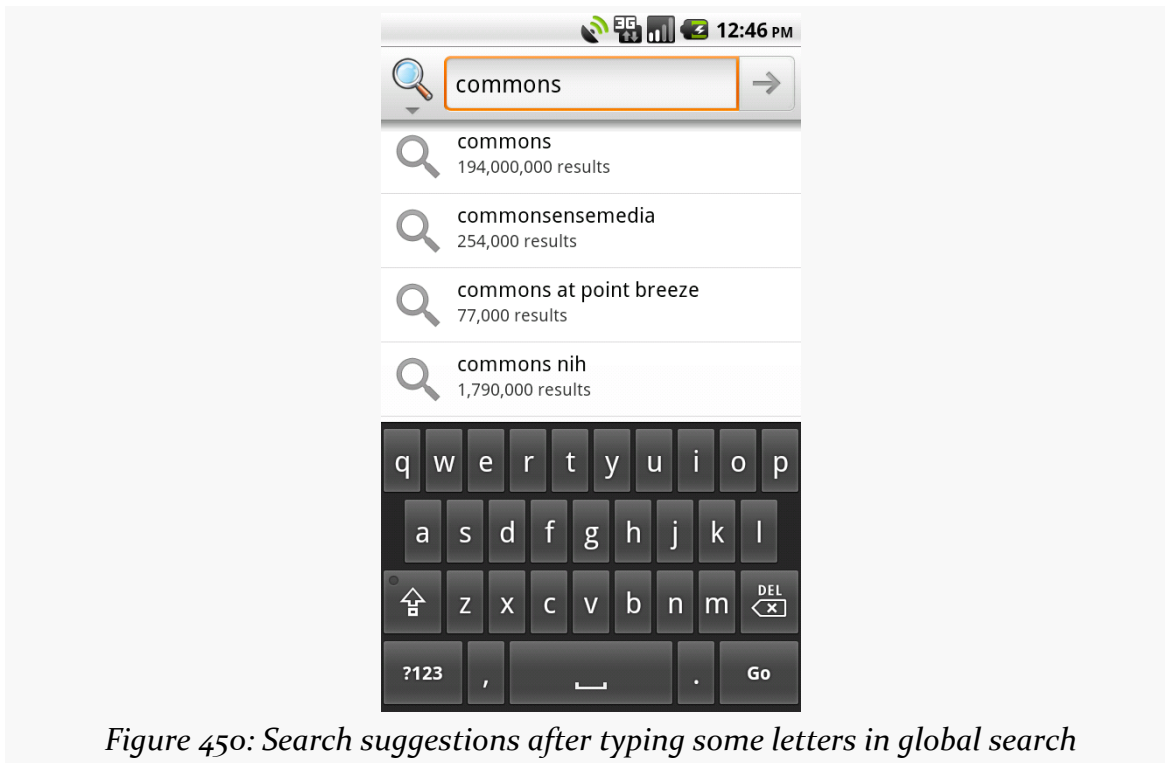 3G 12:46 PM
commons
commons
194,000,000 results
commonsensemedia
254,000 results
commons at point breeze
77,000 results
commons nih
1,790,000 results
q w e r t y u i o p
a s d f g h j k l
z x c v b n m DEL
?123 , . Go
Figure 450: Search suggestions after typing some letters in global search